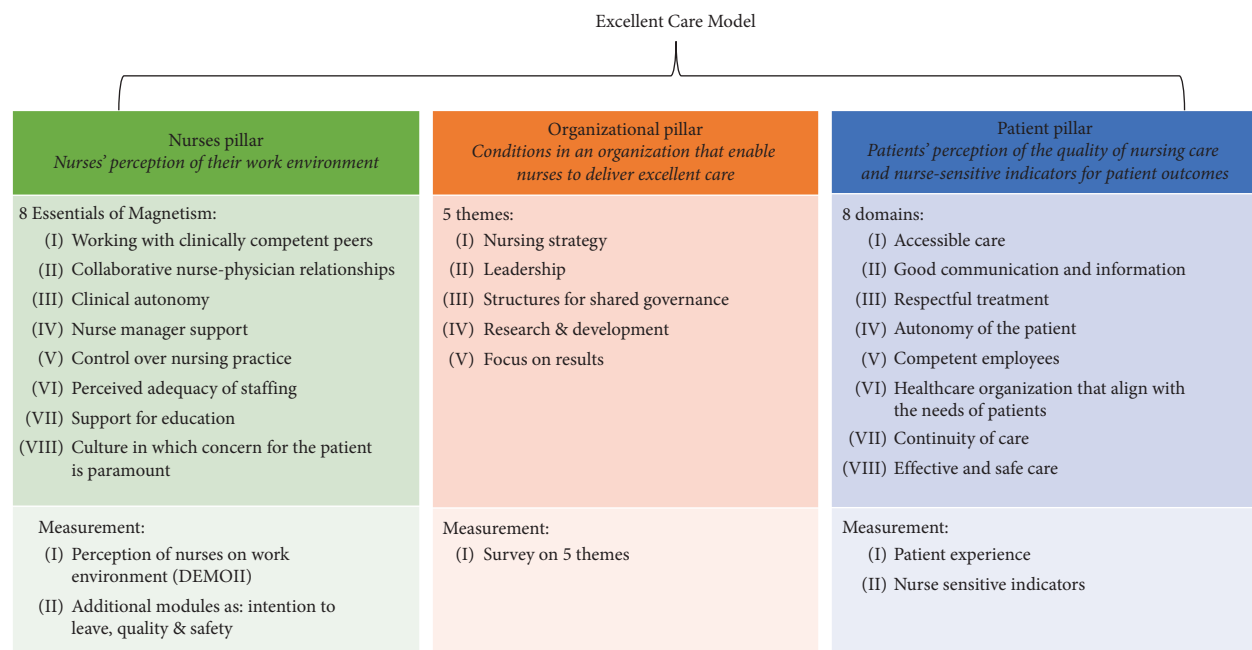 Excellent Care Model
Nurses pillar
Nurses' perception of their work environment
8 Essentials of Magnetism:
(I) Working with clinically competent peers
(II) Collaborative nurse-physician relationships
(III) Clinical autonomy
(IV) Nurse manager support
(V) Control over nursing practice
(VI) Perceived adequacy of staffing
(VII) Support for education
(VIII) Culture in which concern for the patient
is paramount
Measurement:
(I) Perception of nurses on work
environment (DEMOII)
(II) Additional modules as: intention to
leave, quality & safety
Organizational pillar
Conditions in an organization that enable
nurses to deliver excellent care
5 themes:
(I) Nursing strategy
(II) Leadership
(III) Structures for shared governance
(IV) Research & development
(V) Focus on results
Measurement:
(I) Survey on 5 themes
Patient pillar
Patients' perception of the quality of nursing care
and nurse-sensitive indicators for patient outcomes
8 domains:
(I) Accessible care
(II) Good communication and information
(III) Respectful treatment
(IV) Autonomy of the patient
(V) Competent employees
(VI) Healthcare organization that align with
the needs of patients
(VII) Continuity of care
(VIII) Effective and safe care
Measurement:
(I) Patient experience
(II) Nurse sensitive indicators